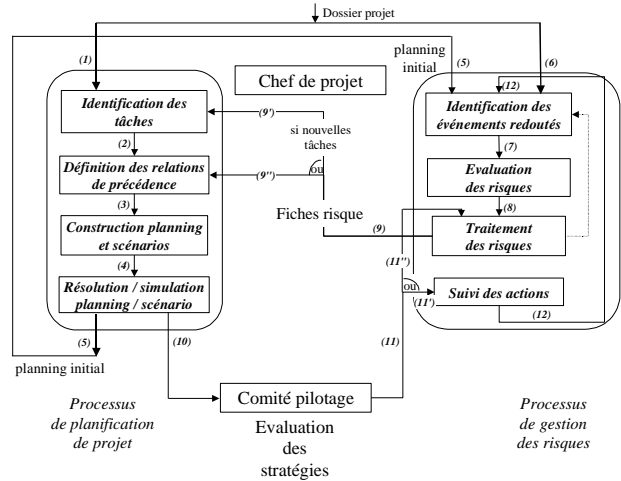 Dossier projet
planning
initial
(1)
(5)
(6)
Chef de projet
(12)
Identification des
tâches
(9')
Identification des
événements redoutés
(2)
si nouvelles
tâches
(7)
Définition des relations
de précédence
(9'')
ou
Evaluation
des risques
(3)
Fiches risque
(8)
Construction planning
et scénarios
(9)
Traitement
des risques
(4)
(11'')
Résolution / simulation
planning / scénario
ou
Suivi des actions
(11')
(5)
(10)
(12)
(11)
planning initial
Comité pilotage
Processus
de planification
de projet
Evaluation
des
stratégies
Processus
de gestion
des risques